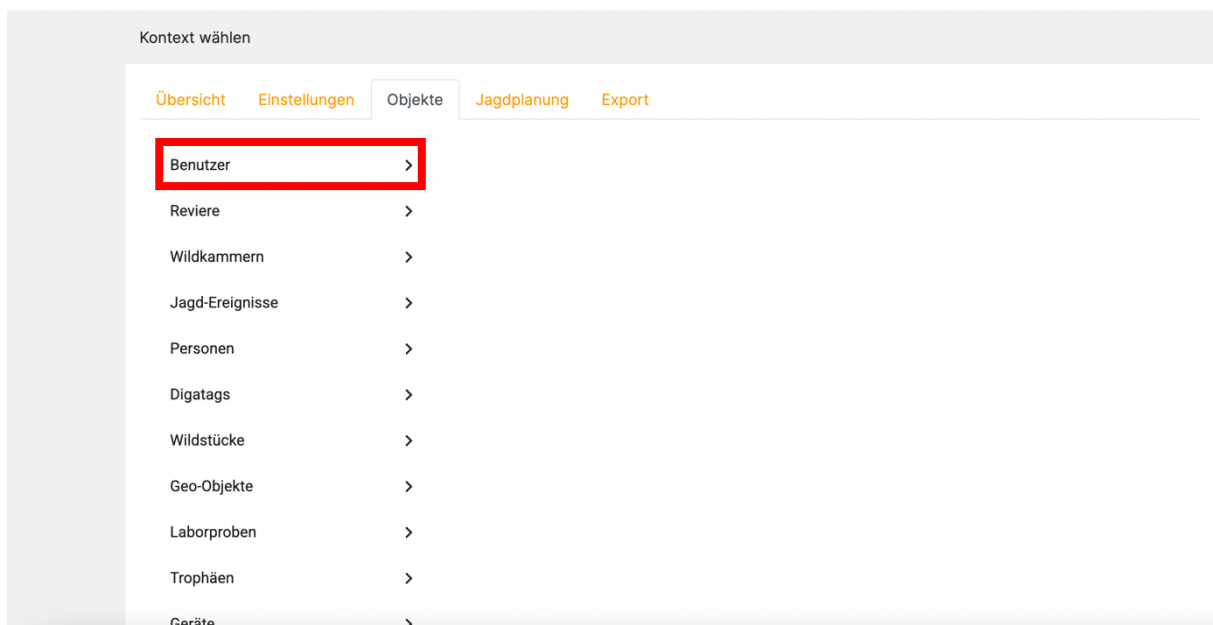 Kontext wählen
Übersicht Einstellungen Objekte Jagdplanung Export
Benutzer
Reviere
Wildkammern
Jagd-Ereignisse
Personen
Digatags
Wildstücke
Geo-Objekte
Laborproben
Trophäen
Geräte